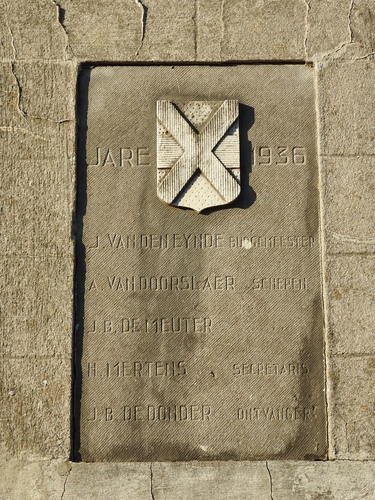 JARE 1936
J. VAN DEN EYNDE BURGEMEESTER
A. VAN DOORSLAER SCHEPEN
J.B. DE MEUTER
H. MERTENS SECRETARIS
J.B. DE DONDER ONTVANGER